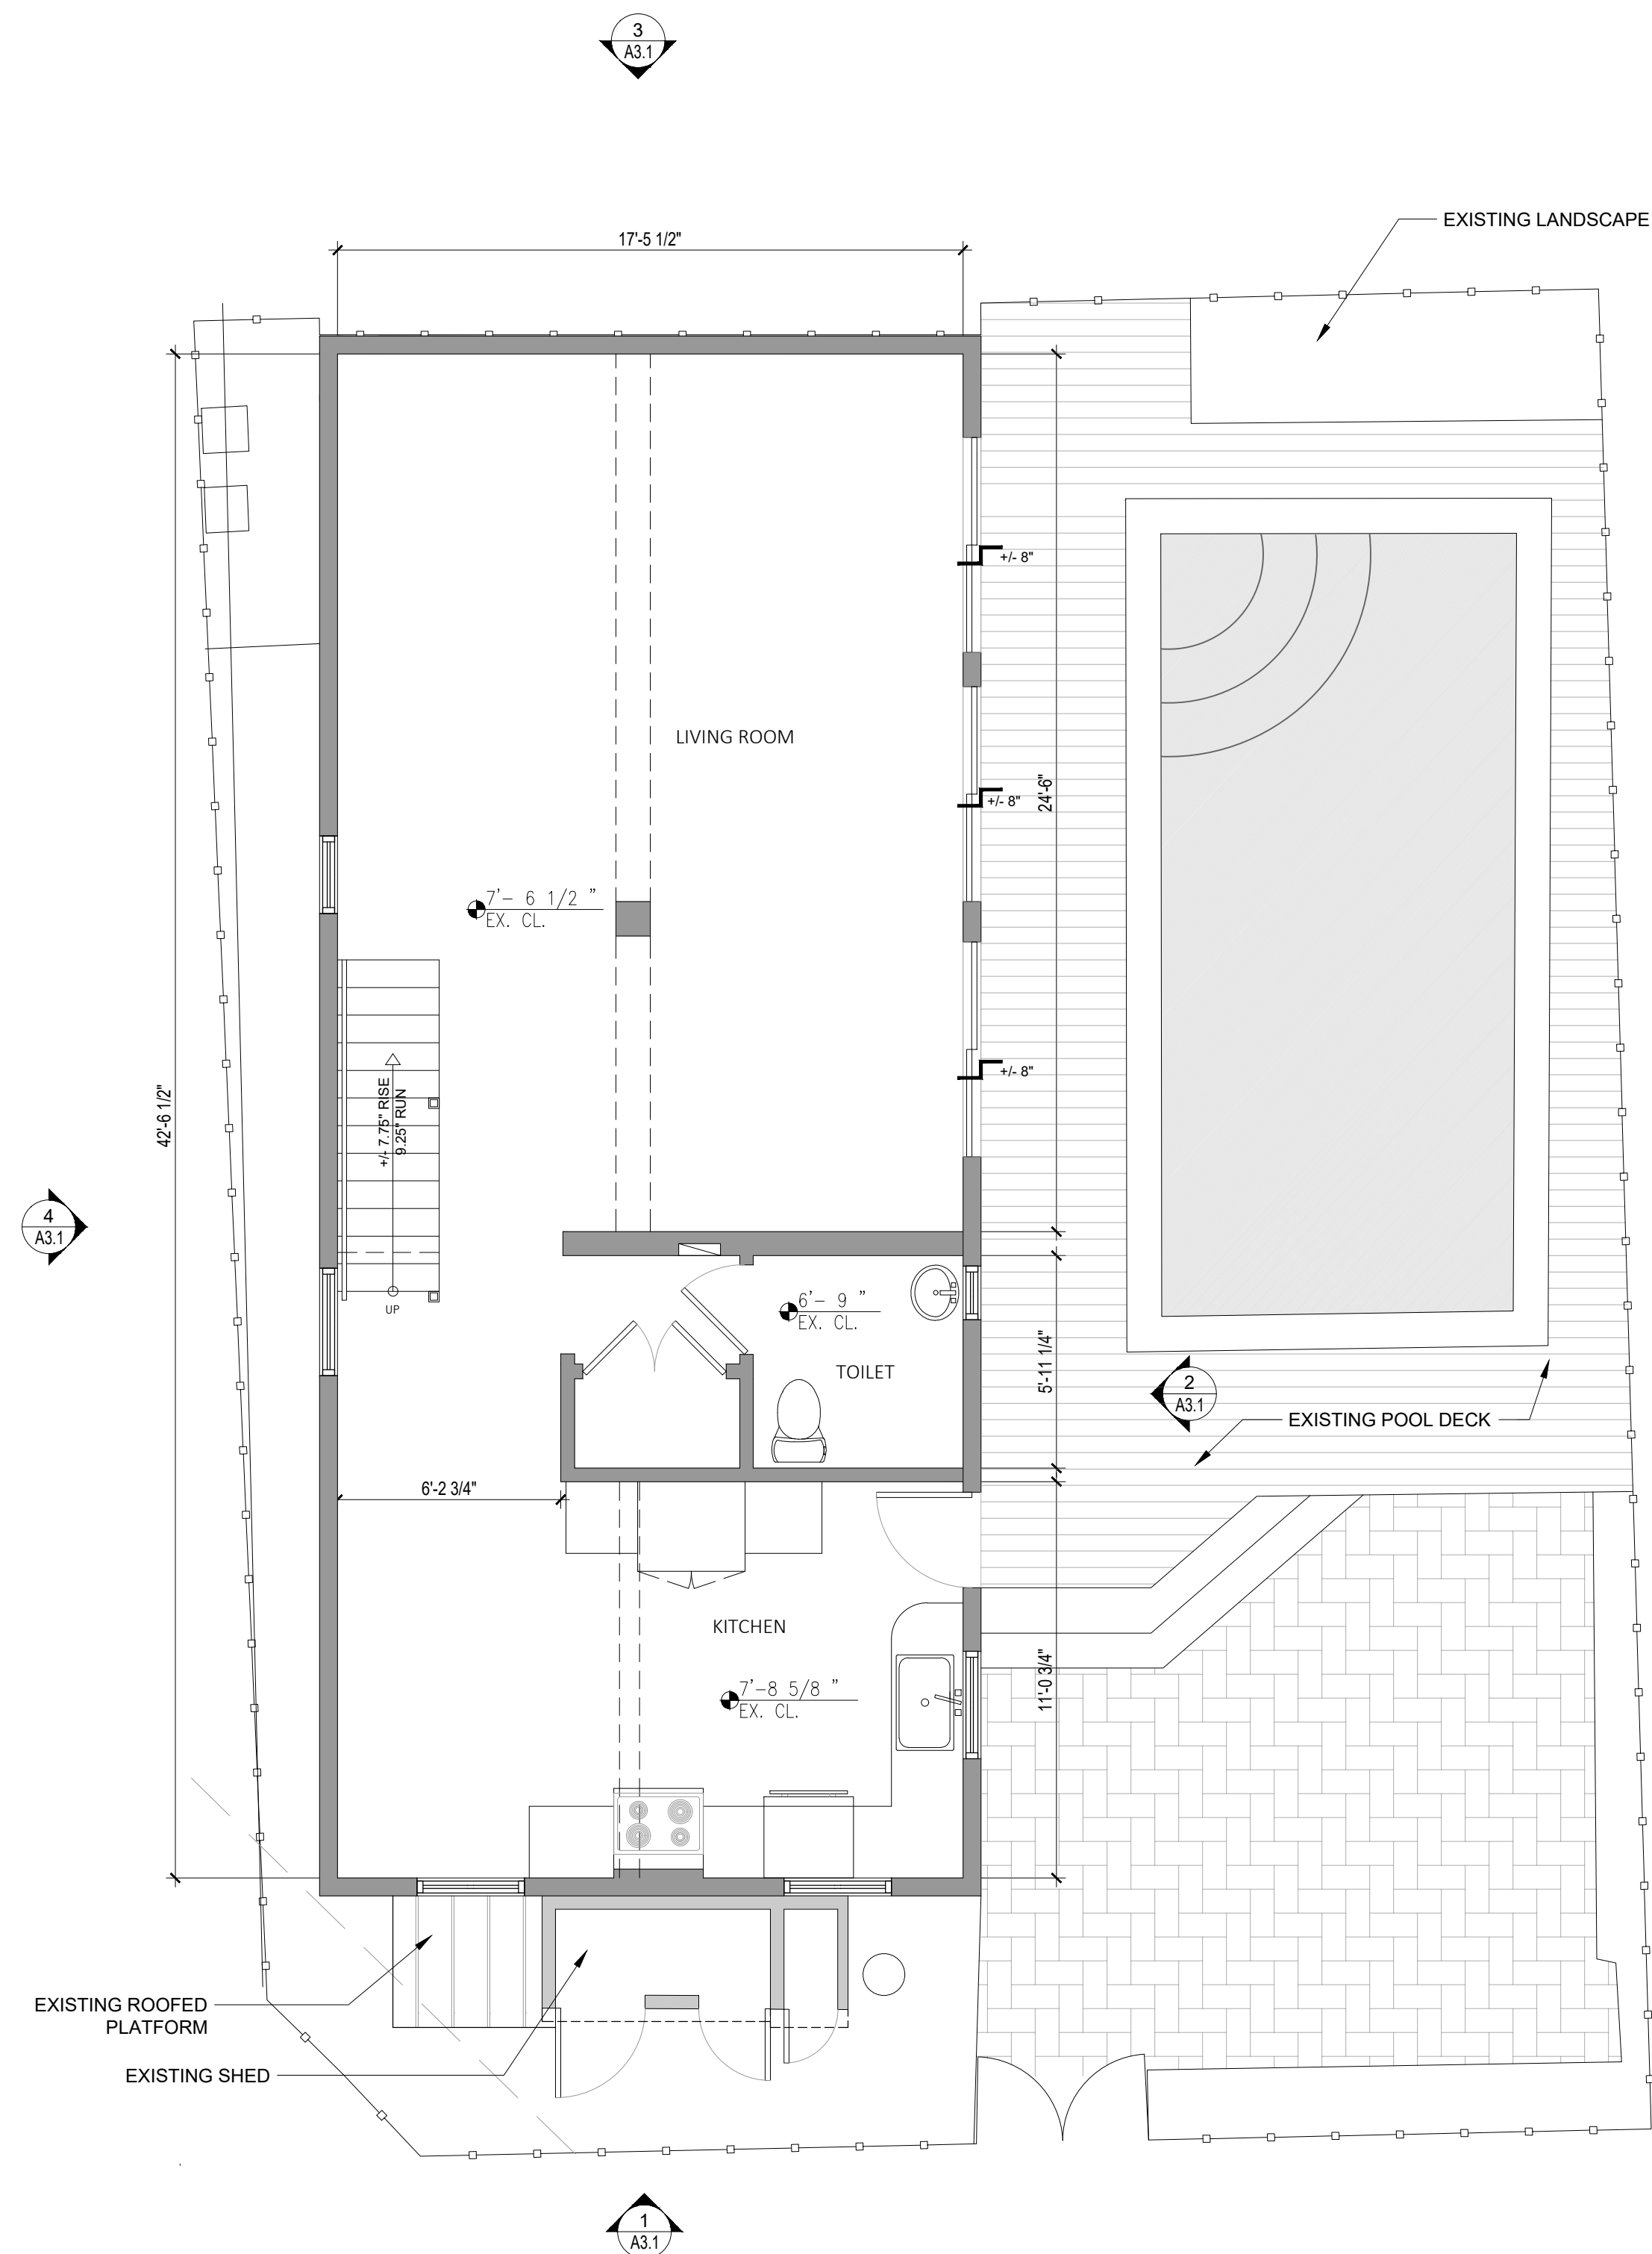 3
A3.1
EXISTING LANDSCAPE
17'-5 1/2"
+/- 8"
LIVING ROOM
24'-6"
+/- 8"
7'- 6 1/2 "
EX. CL.
+/- 8"
+/- 7.75" RISE
9.25" RUN
42'-6 1/2"
4
A3.1
UP
6'- 9 "
EX. CL.
TOILET
5'-11 1/4"
2
A3.1
EXISTING POOL DECK
6'-2 3/4"
KITCHEN
7'-8 5/8 "
EX. CL.
11'-0 3/4"
EXISTING ROOFED
PLATFORM
EXISTING SHED
1
A3.1